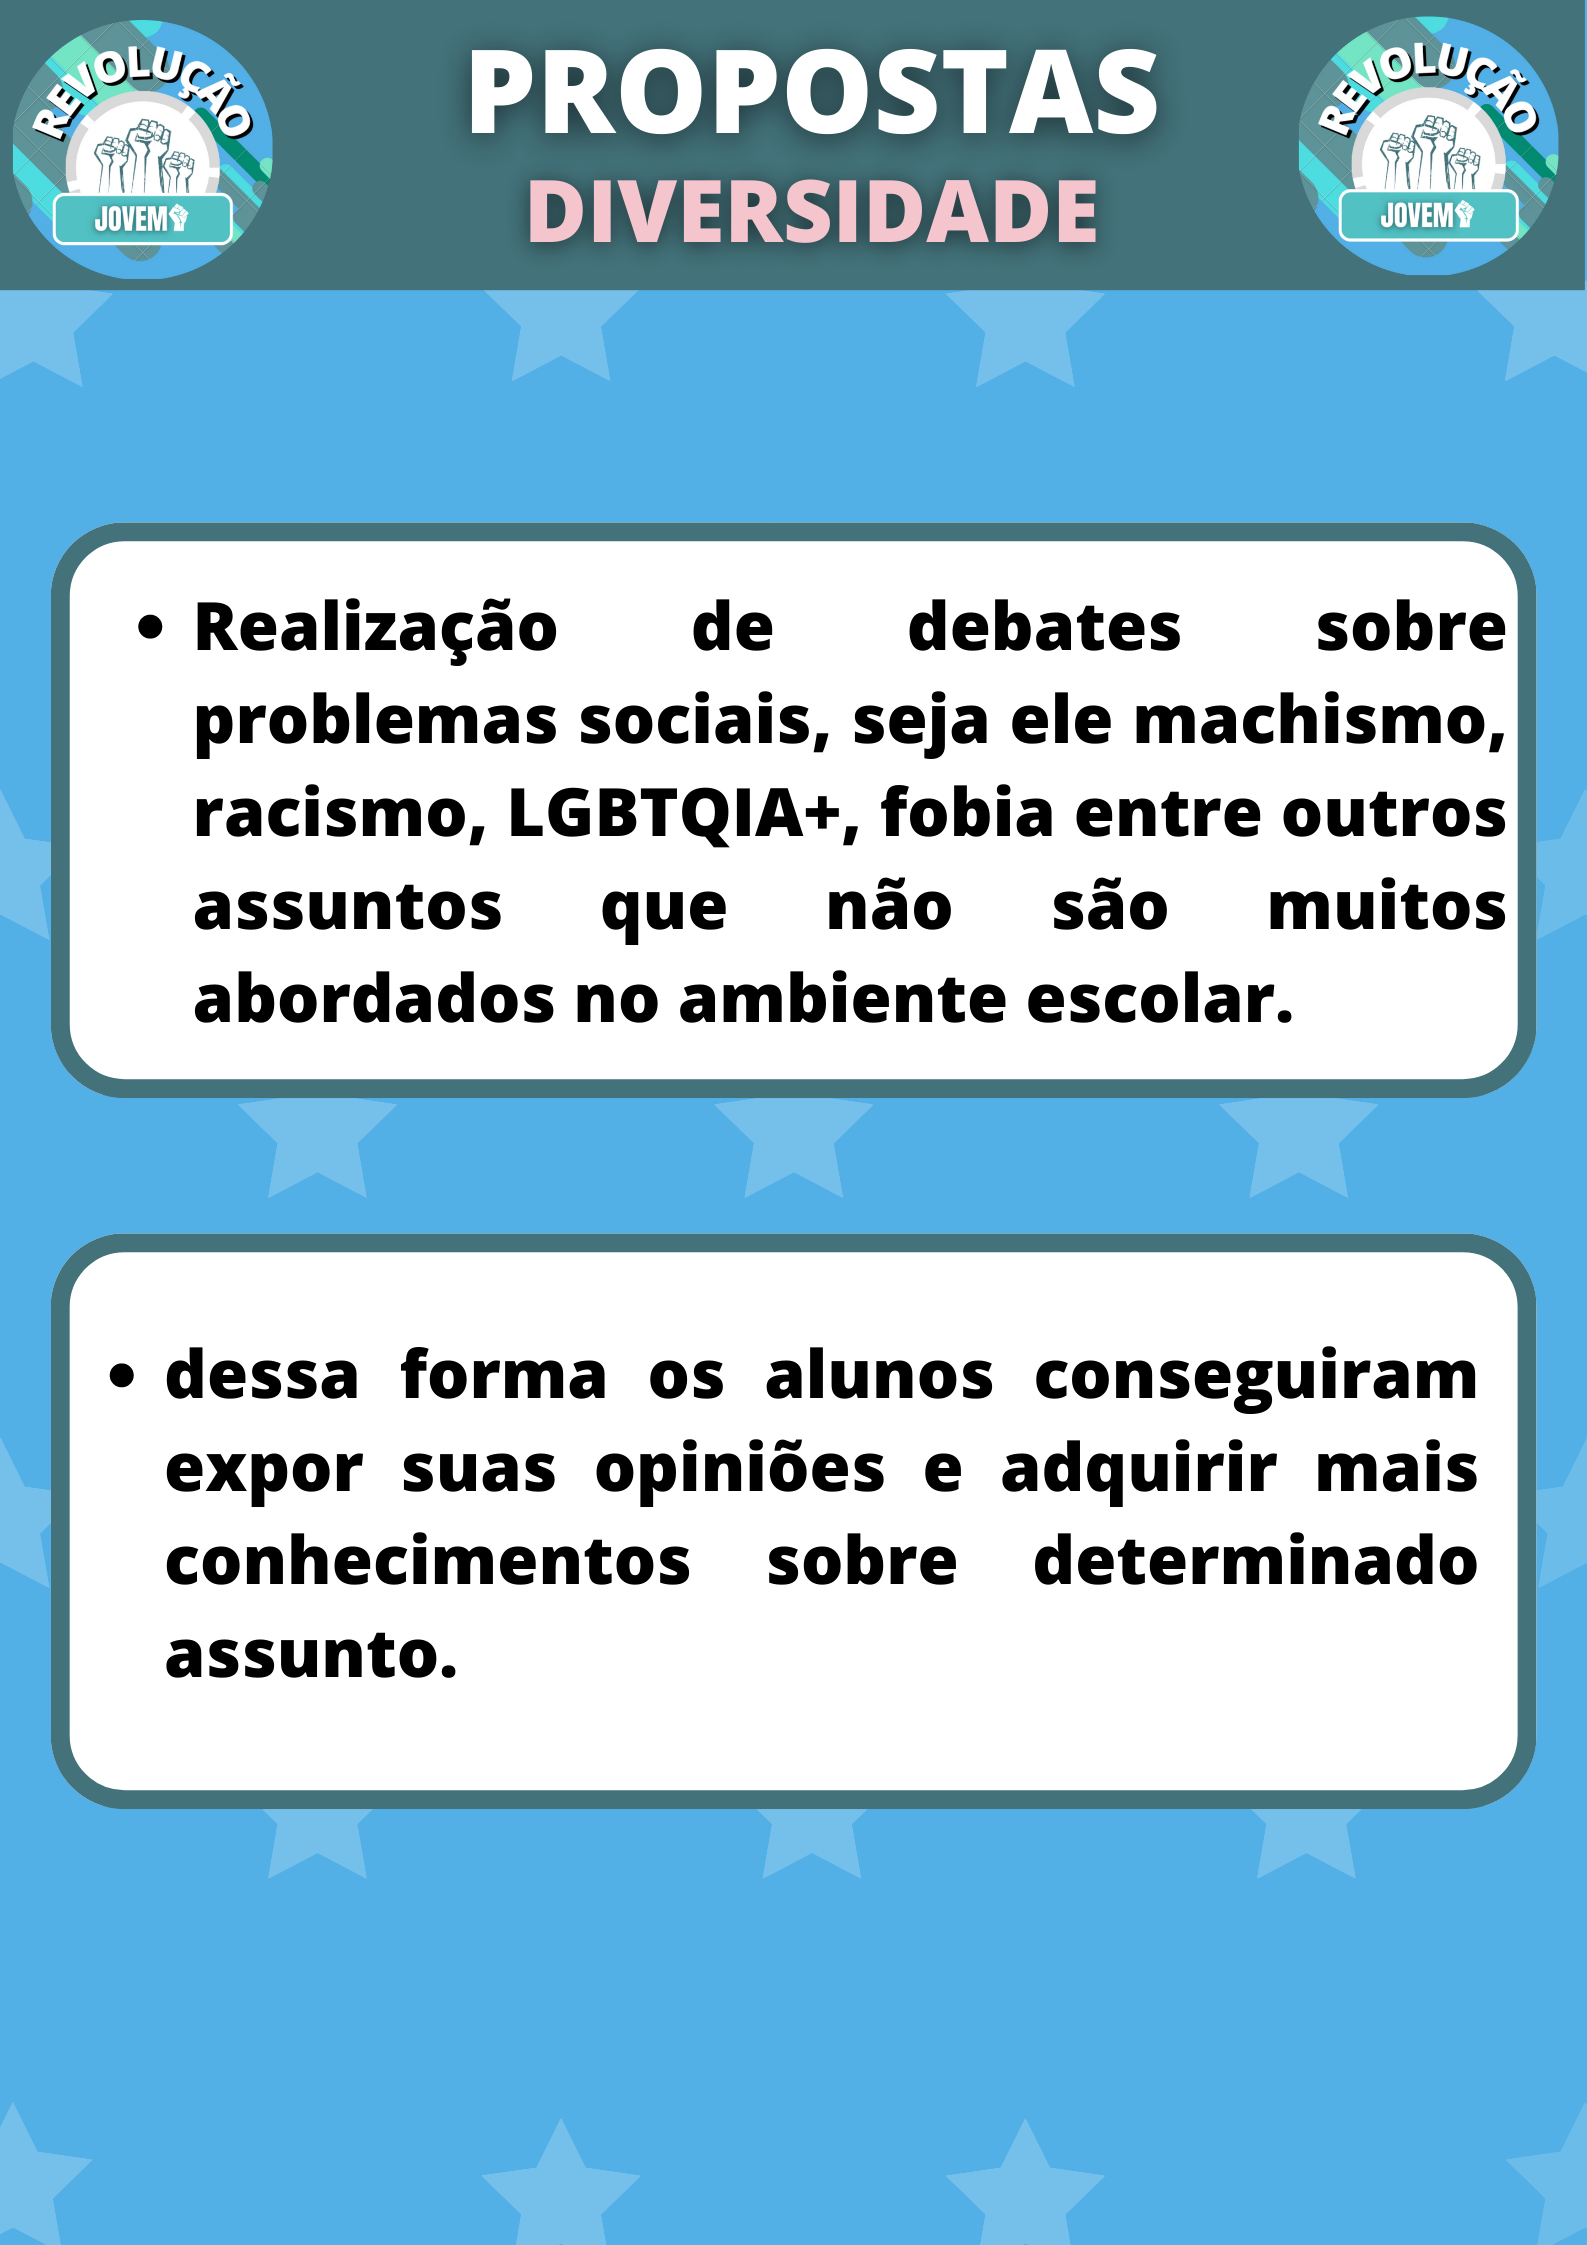 REVOLUÇÃO
JOVEM
PROPOSTAS
DIVERSIDADE
REVOLUÇÃO
JOVEM
• Realização de debates sobre
problemas sociais, seja ele machismo,
racismo, LGBTQIA+, fobia entre outros
assuntos que não são muitos
abordados no ambiente escolar.
• dessa forma os alunos conseguiram
expor suas opiniões e adquirir mais
conhecimentos sobre determinado
assunto.